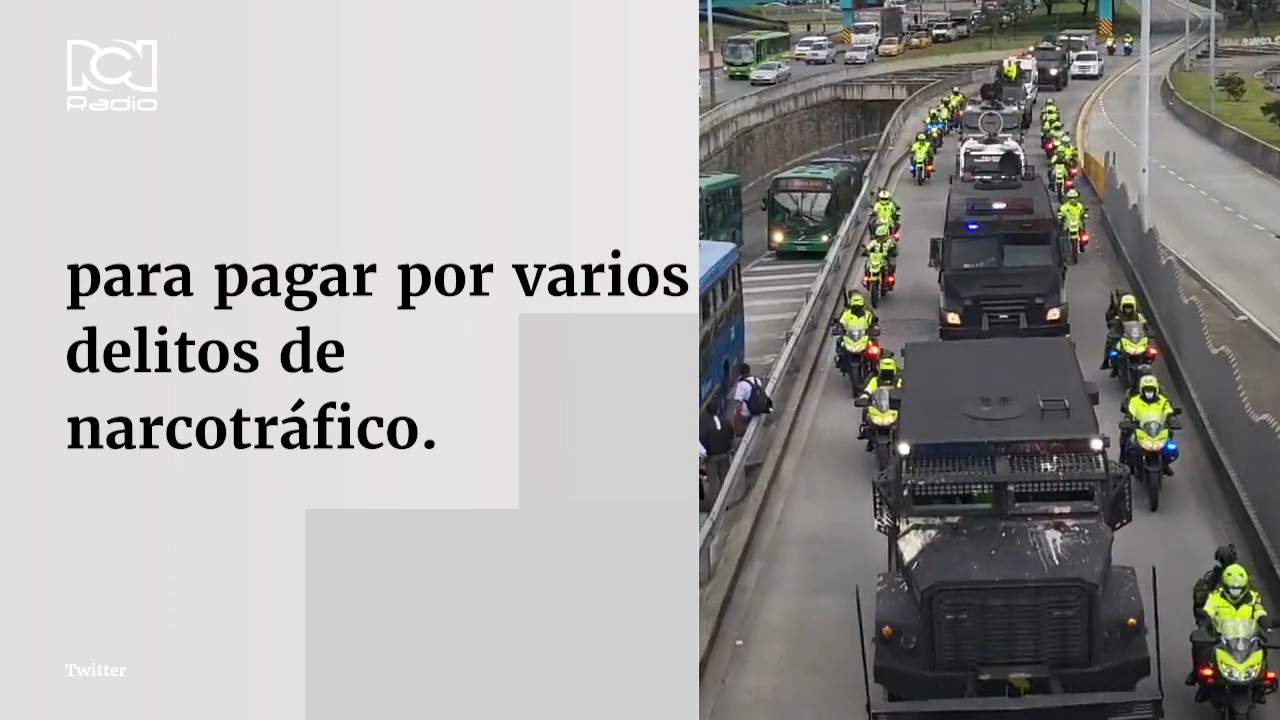 RCN
Radio
para pagar por varios
delitos de
narcotráfico.
Twitter